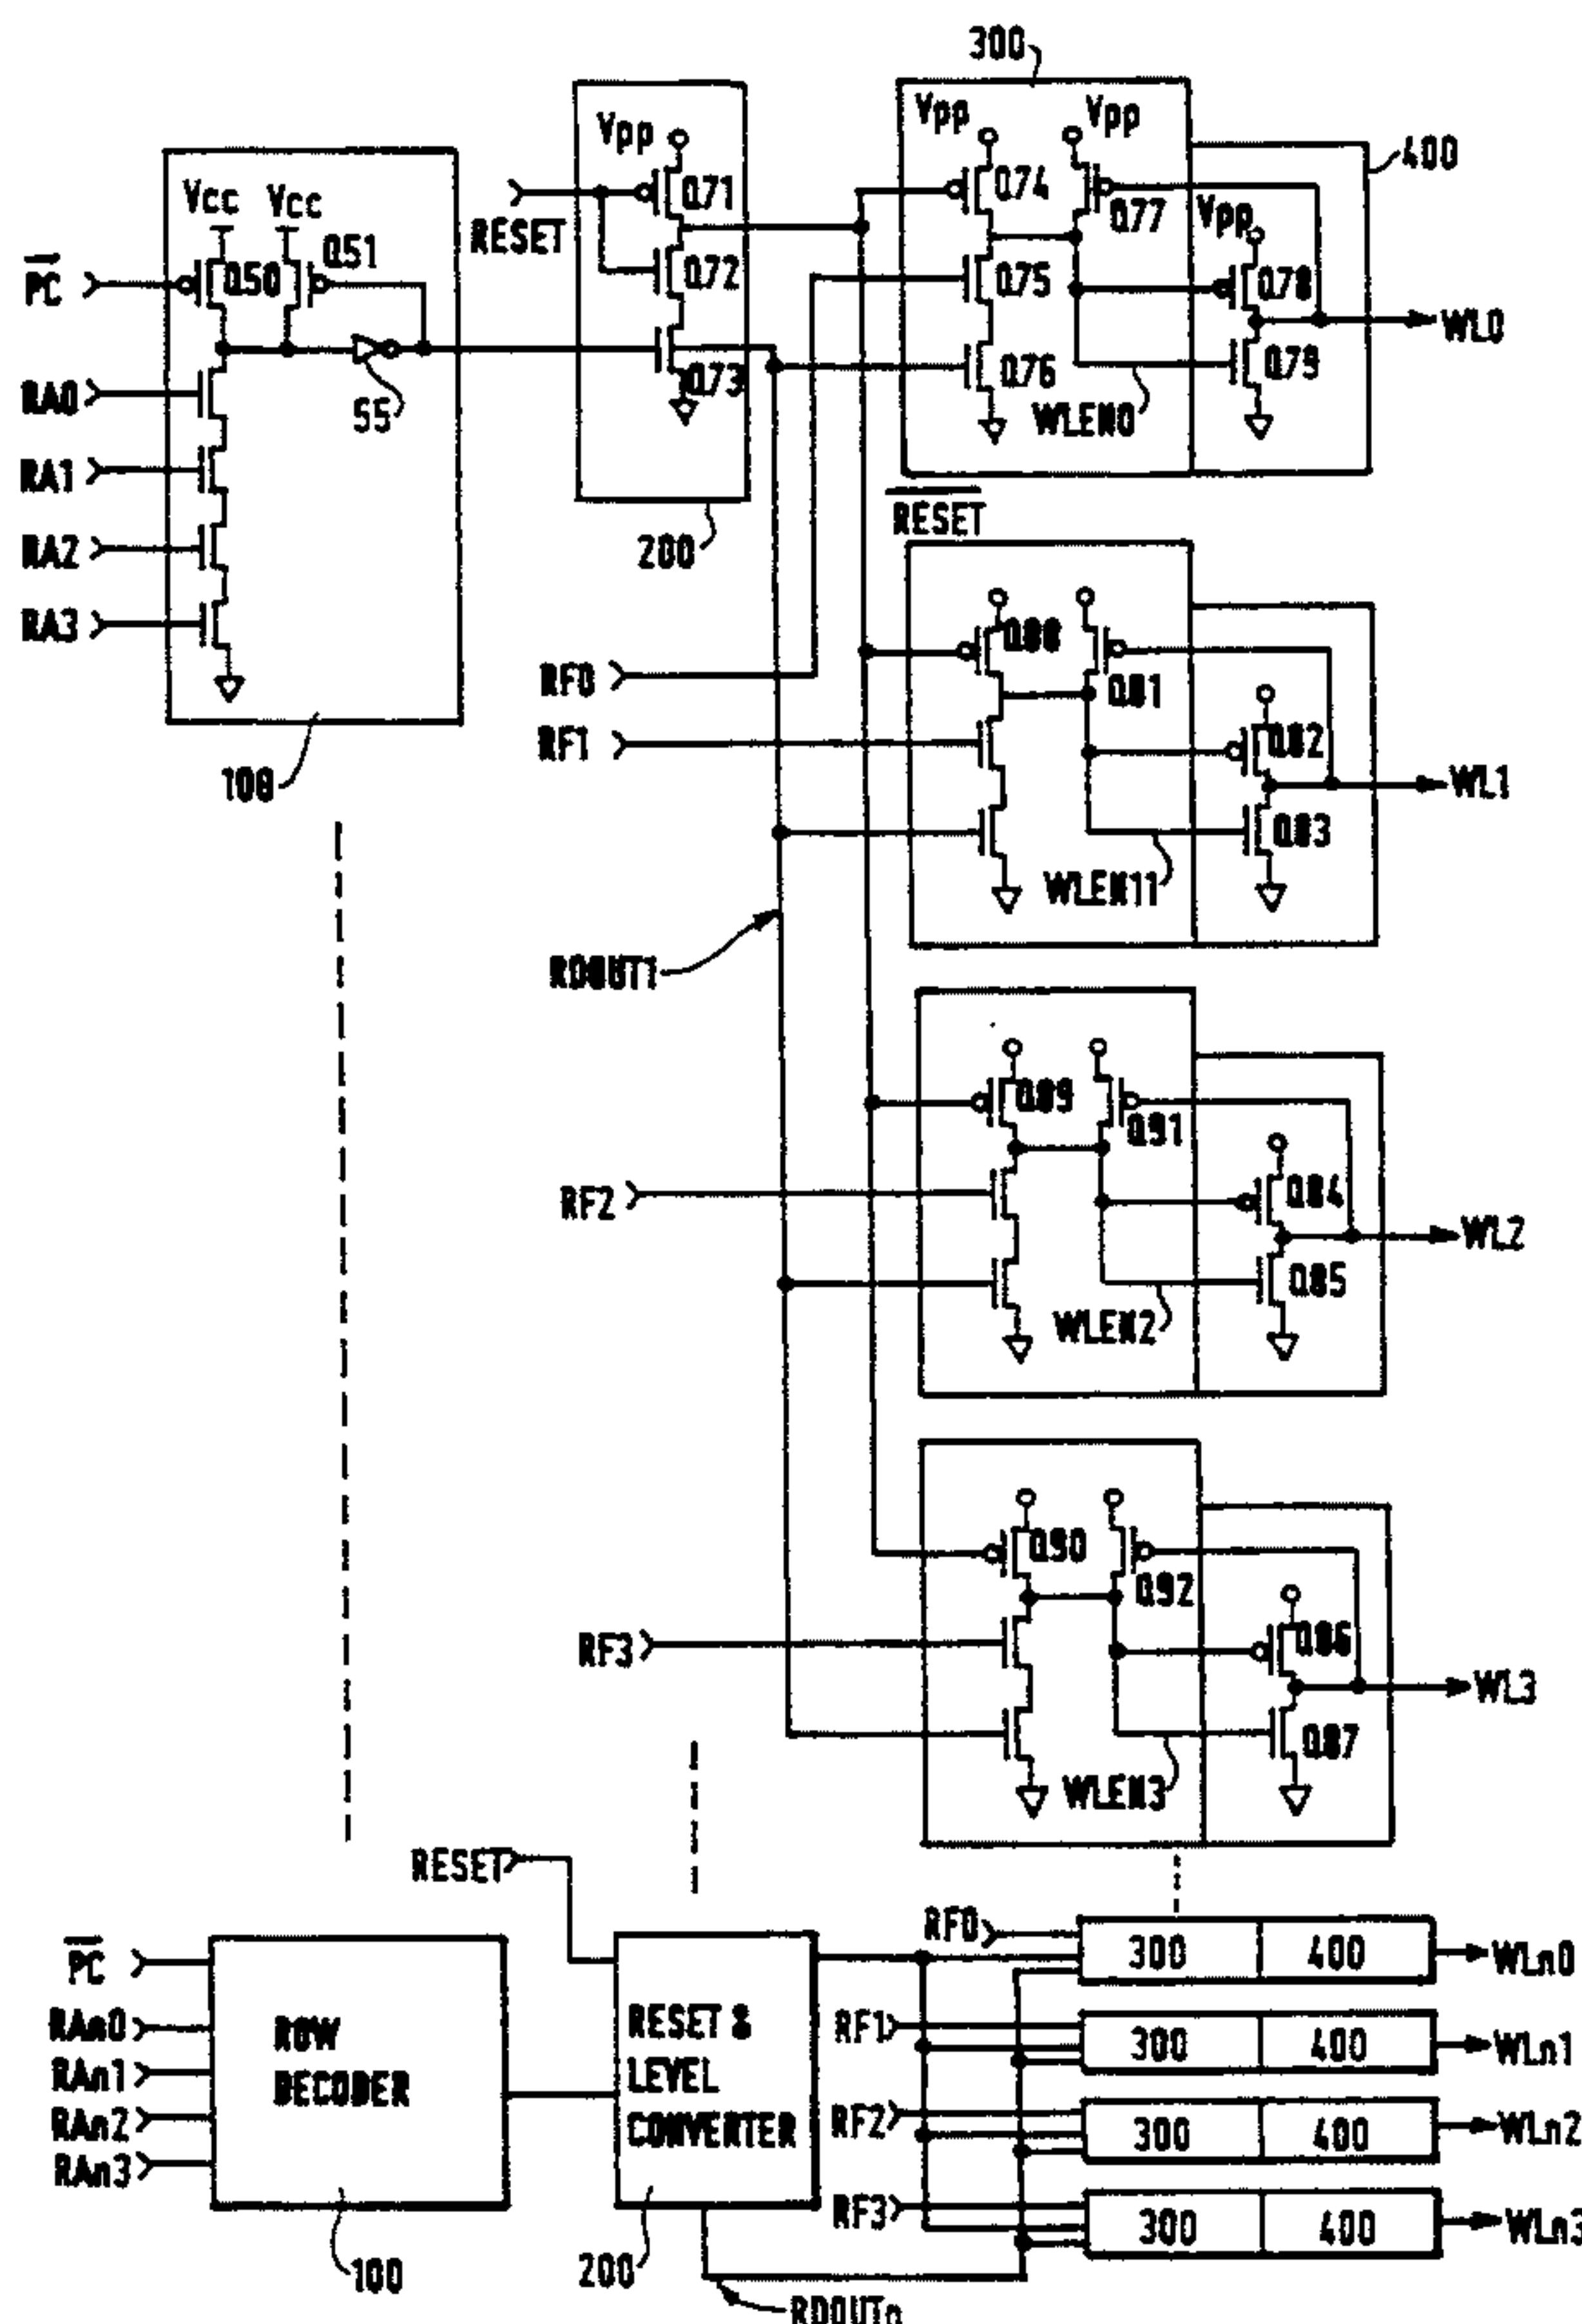 300
Vpp
Vpp
Vpp
400
Vcc
Vcc
Q71
Q74
RESET
Q77
Vpp
PC
Q50
Q51
Q72
Q75
Q78
WL0
RA0
55
Q73
Q76
Q79
WLEN0
RA1
RESET
RA2
200
RA3
Q88
RF0
Q81
RF1
Q82
WL1
100
Q83
WLEN11
RDOUT1
Q89
Q91
RF2
Q84
WL2
Q85
WLEN2
Q90
Q92
RF3
Q86
WL3
Q87
WLEN3
RESET
RF0
300
400
WLn0
PC
RAn0
ROW
DECODER
RESET &
LEVEL
CONVERTER
RF1
300
400
WLn1
RAn1
RAn2
RF2
300
400
WLn2
RAn3
RF3
300
400
WLn3
100
200
RDOUTn